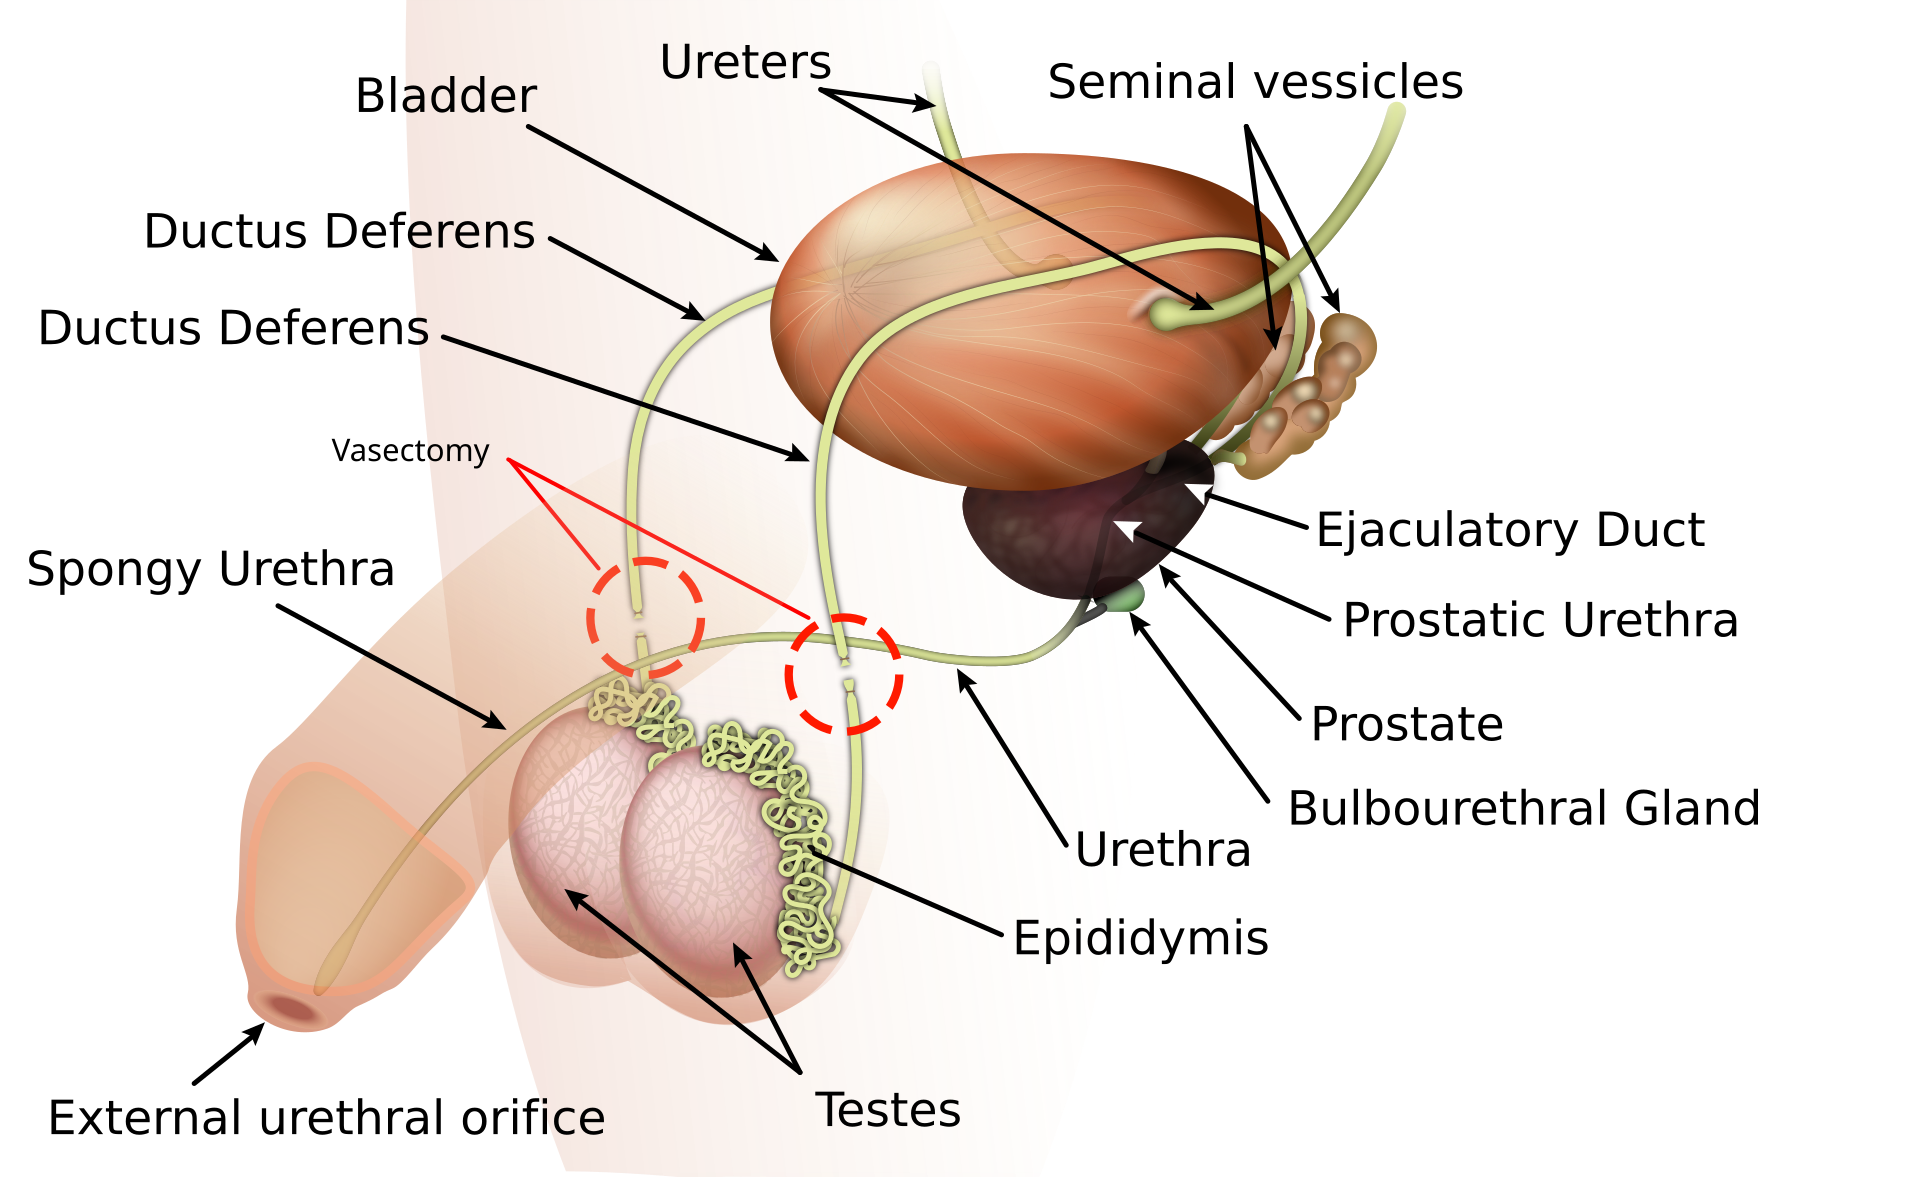 Ureters
Seminal vessicles
Bladder
Ductus Deferens
Ductus Deferens
Vasectomy
Ejaculatory Duct
Spongy Urethra
Prostatic Urethra
Prostate
Bulbourethral Gland
Urethra
Epididymis
Testes
External urethral orifice